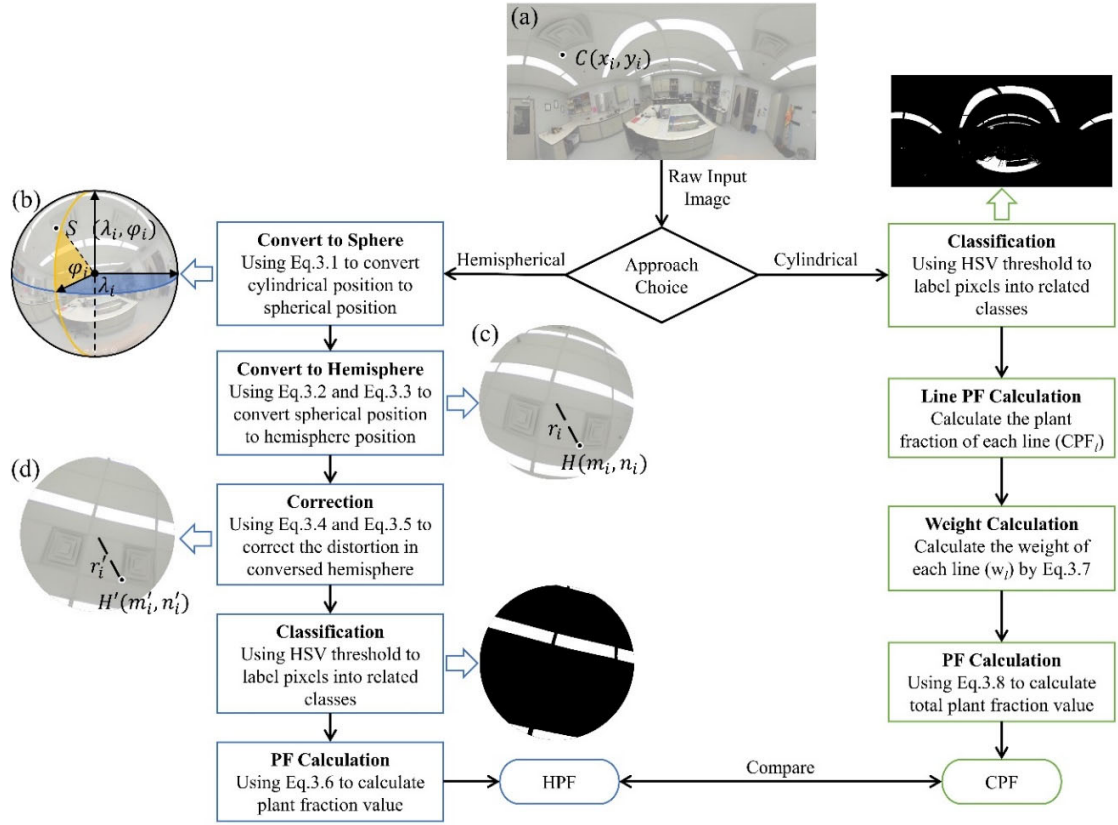 (a)
C(xᵢ, yᵢ)
Raw Input
Image
Approach
Choice
Hemispherical
Cylindrical
(b)
S
(λᵢ, φᵢ)
φᵢ
λᵢ
Convert to Sphere
Using Eq.3.1 to convert
cylindrical position to
spherical position
Convert to Hemisphere
Using Eq.3.2 and Eq.3.3 to
convert spherical position
to hemisphere position
(c)
rᵢ
H(mᵢ, nᵢ)
(d)
rᵢ′
H′(mᵢ′, nᵢ′)
Correction
Using Eq.3.4 and Eq.3.5 to
correct the distortion in
conversed hemisphere
Classification
Using HSV threshold to
label pixels into related
classes
PF Calculation
Using Eq.3.6 to calculate
plant fraction value
HPF
Compare
CPF
Classification
Using HSV threshold to
label pixels into related
classes
Line PF Calculation
Calculate the plant
fraction of each line (CPFₗ)
Weight Calculation
Calculate the weight of
each line (wₗ) by Eq.3.7
PF Calculation
Using Eq.3.8 to calculate
total plant fraction value